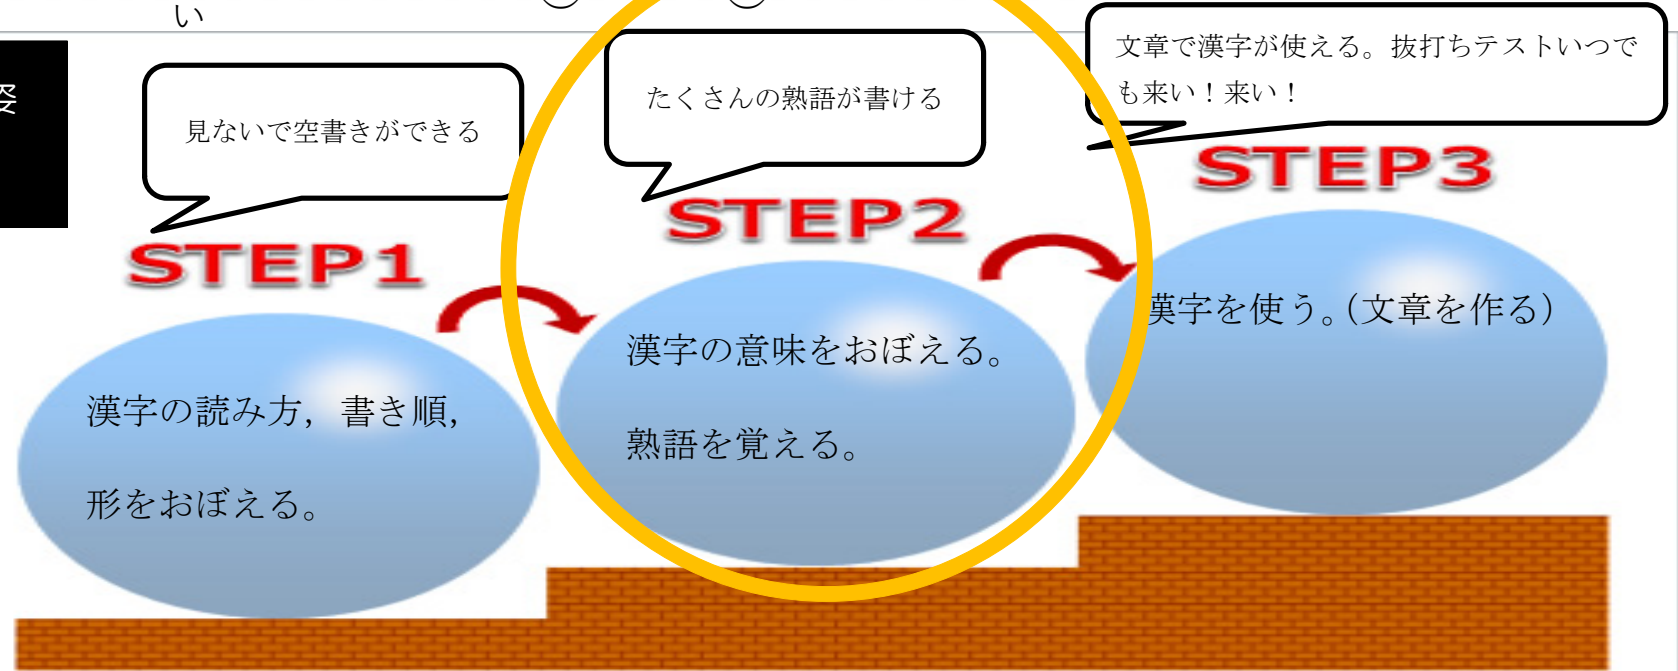 い
姿
見ないで空書きができる
STEP1
漢字の読み方，書き順，
形をおぼえる。
たくさんの熟語が書ける
STEP2
漢字の意味をおぼえる。
熟語を覚える。
文章で漢字が使える。抜打ちテストいつで
も来い！来い！
STEP3
漢字を使う。（文章を作る）